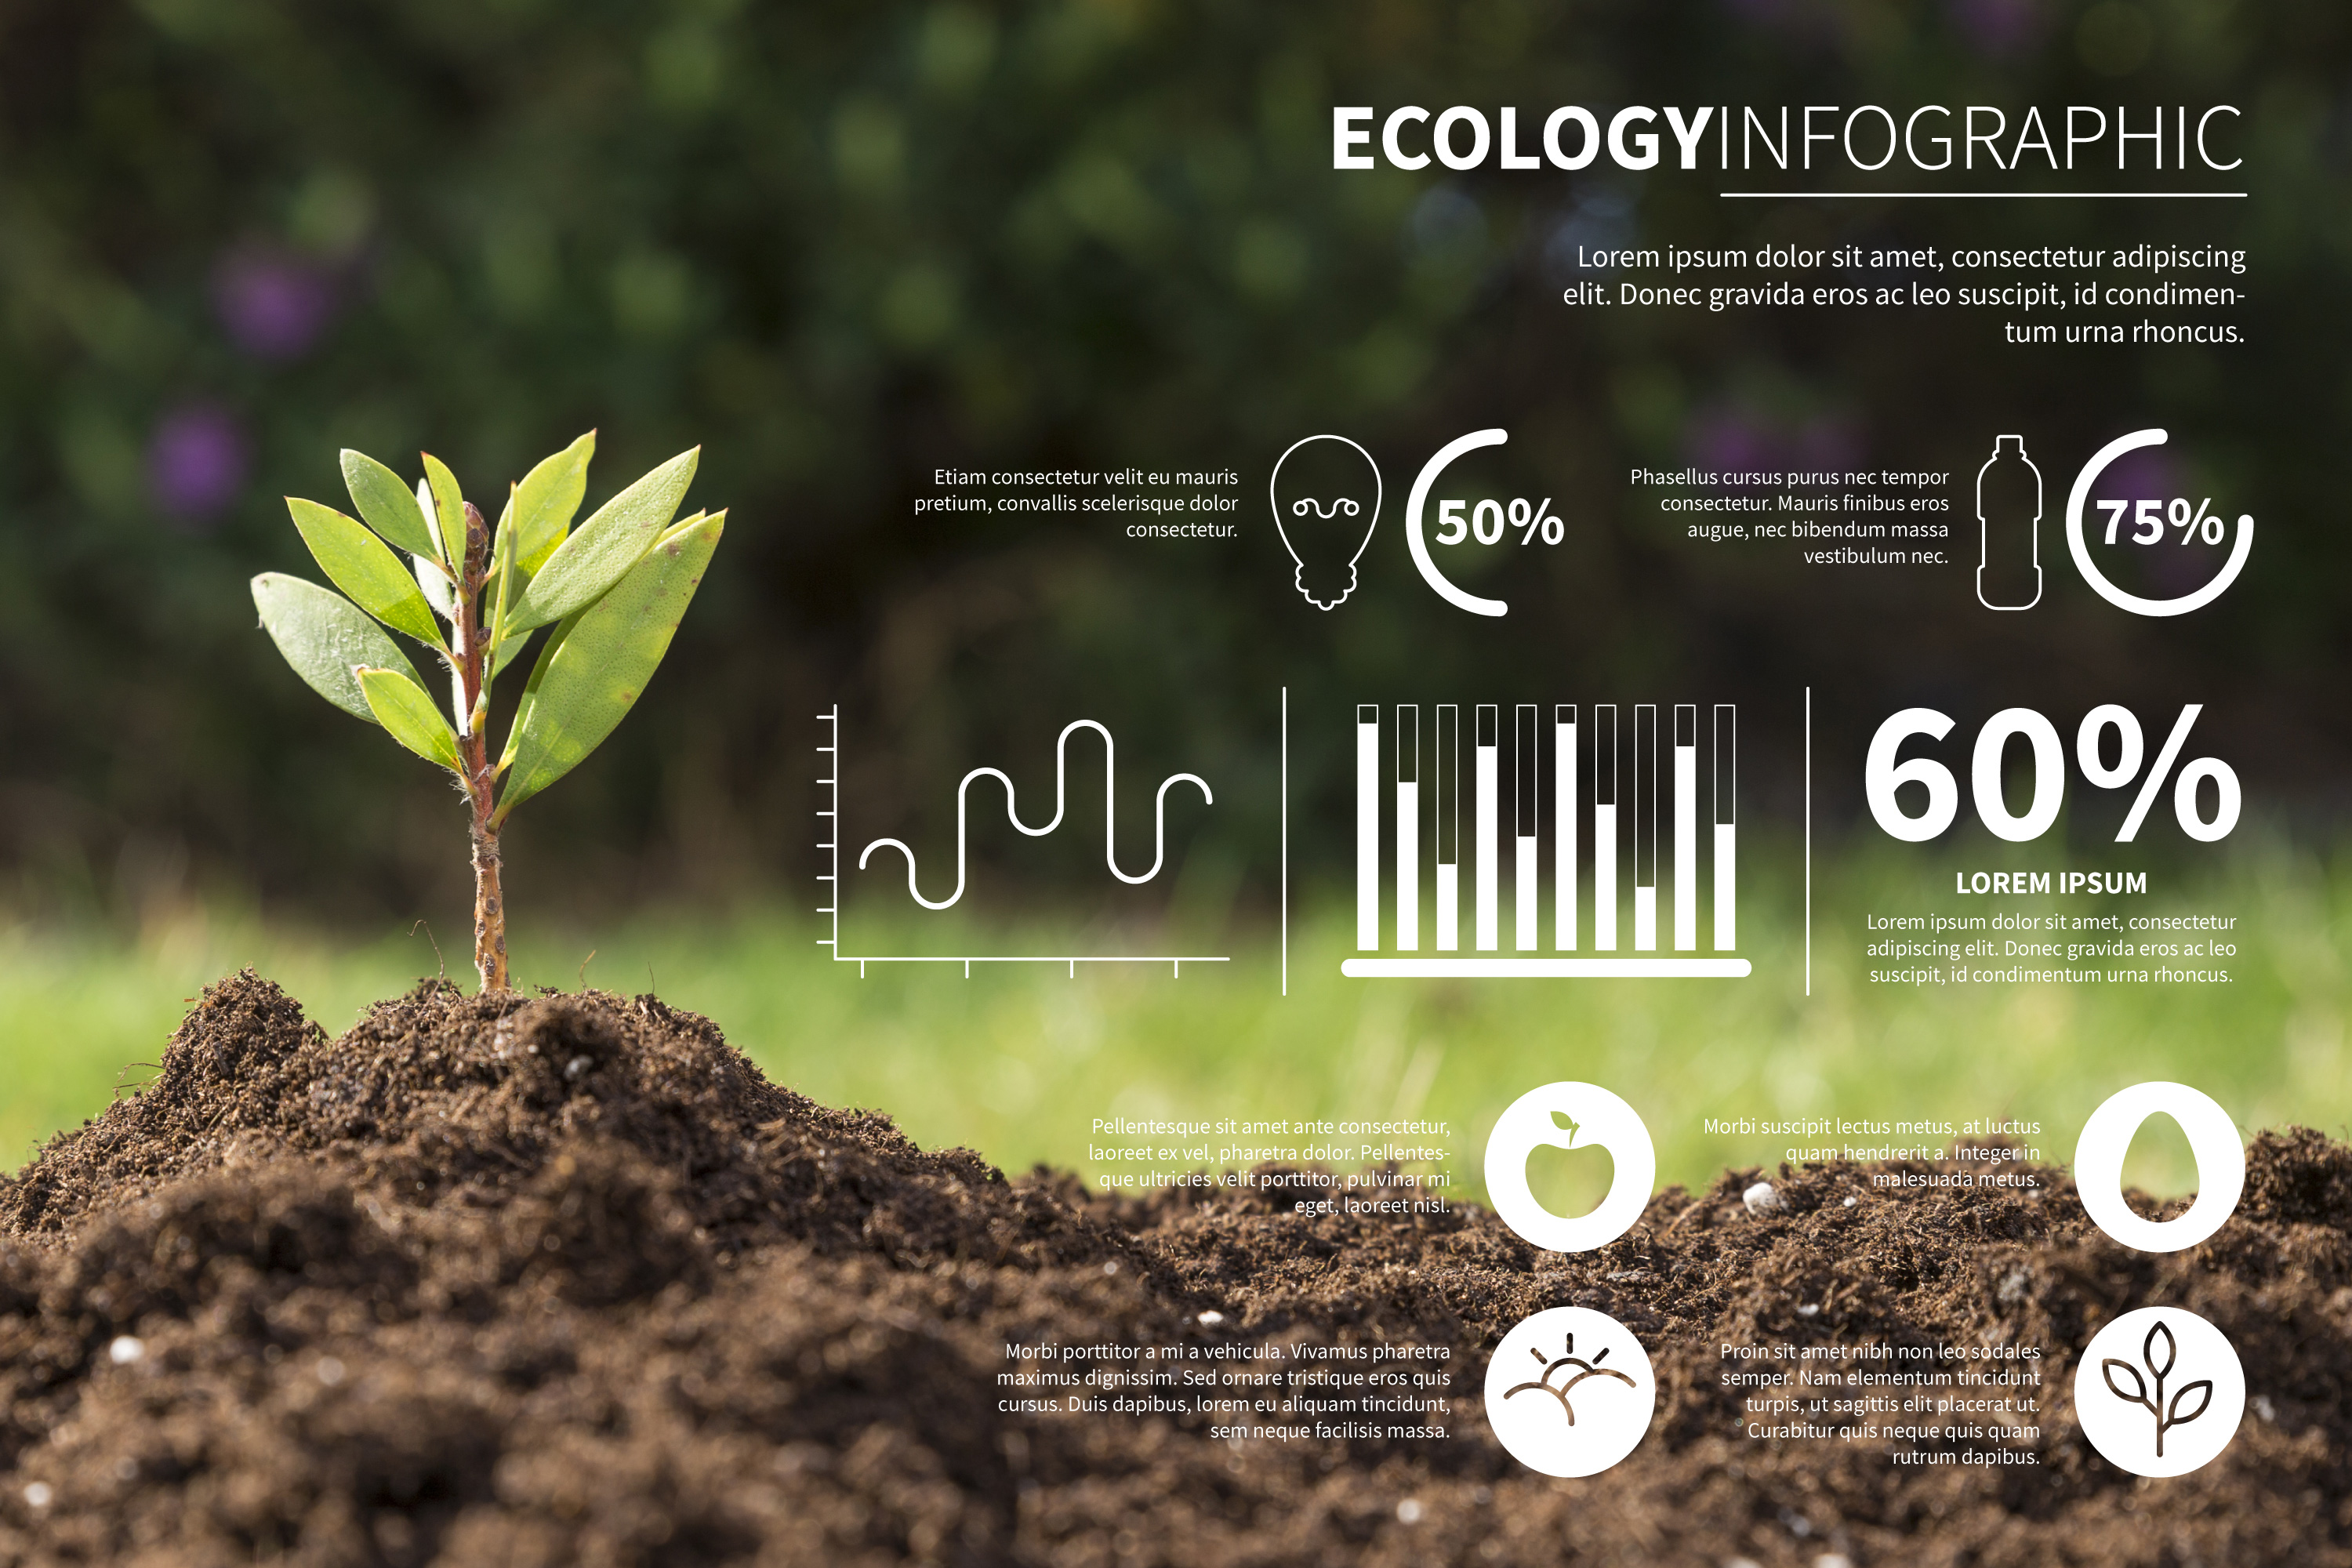 ECOLOGYINFOGRAPHIC
Lorem ipsum dolor sit amet, consectetur adipiscing
elit. Donec gravida eros ac leo suscipit, id condimen-
tum urna rhoncus.
Etiam consectetur velit eu mauris
pretium, convallis scelerisque dolor
consectetur.
50%
Phasellus cursus purus nec tempor
consectetur. Mauris finibus eros
augue, nec bibendum massa
vestibulum nec.
75%
60%
LOREM IPSUM
Lorem ipsum dolor sit amet, consectetur
adipiscing elit. Donec gravida eros ac leo
suscipit, id condimentum urna rhoncus.
Pellentesque sit amet ante consectetur,
laoreet ex vel, pharetra dolor. Pellentes-
que ultricies velit porttitor, pulvinar mi
eget, laoreet nisl.
Morbi suscipit lectus metus, at luctus
quam hendrerit a. Integer in
malesuada metus.
Morbi porttitor a mi a vehicula. Vivamus pharetra
maximus dignissim. Sed ornare tristique eros quis
cursus. Duis dapibus, lorem eu aliquam tincidunt,
sem neque facilisis massa.
Proin sit amet nibh non leo sodales
semper. Nam elementum tincidunt
turpis, ut sagittis elit placerat ut.
Curabitur quis neque quis quam
rutrum dapibus.